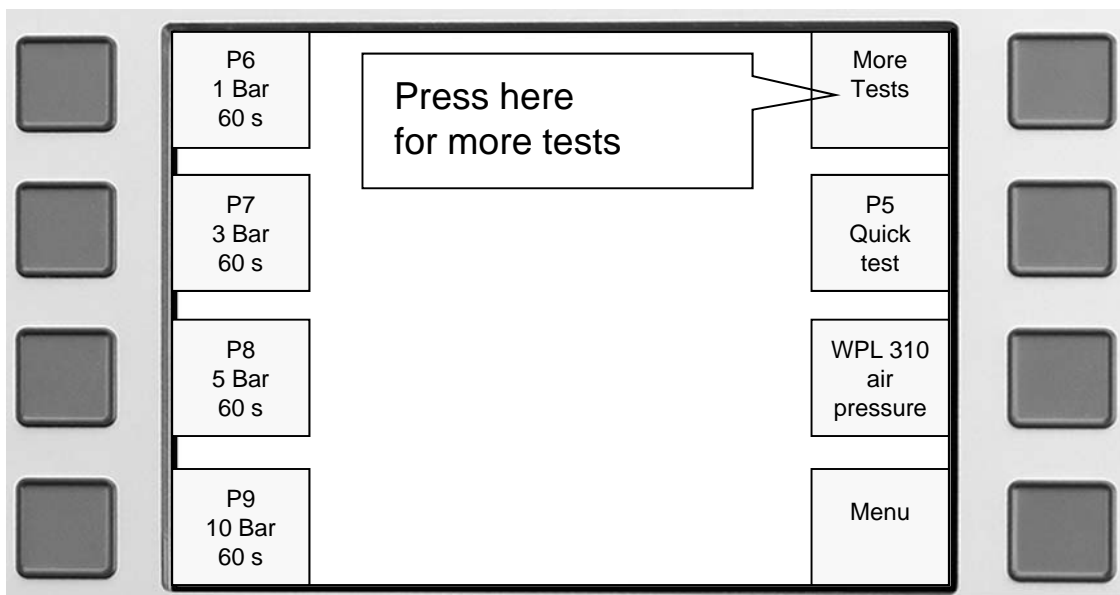 P6
1 Bar
60 s
Press here
for more tests
More
Tests
P7
3 Bar
60 s
P5
Quick
test
P8
5 Bar
60 s
WPL 310
air
pressure
P9
10 Bar
60 s
Menu